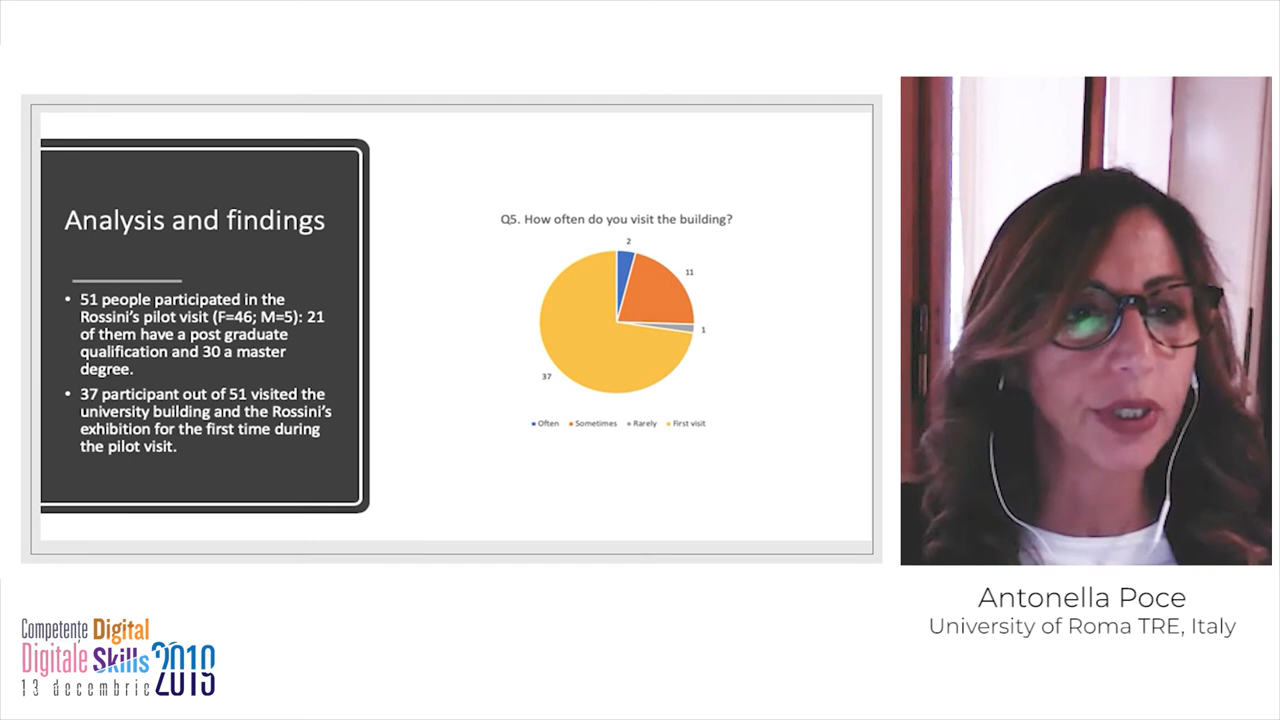 Analysis and findings
• 51 people participated in the
Rossini's pilot visit (F=46; M=5): 21
of them have a post graduate
qualification and 30 a master
degree.
• 37 participant out of 51 visited the
university building and the Rossini's
exhibition for the first time during
the pilot visit.
Q5. How often do you visit the building?
2
11
1
37
Often Sometimes Rarely First visit
Antonella Poce
University of Roma TRE, Italy
Competențe Digital
Digitale Skills 2019
13 decembrie